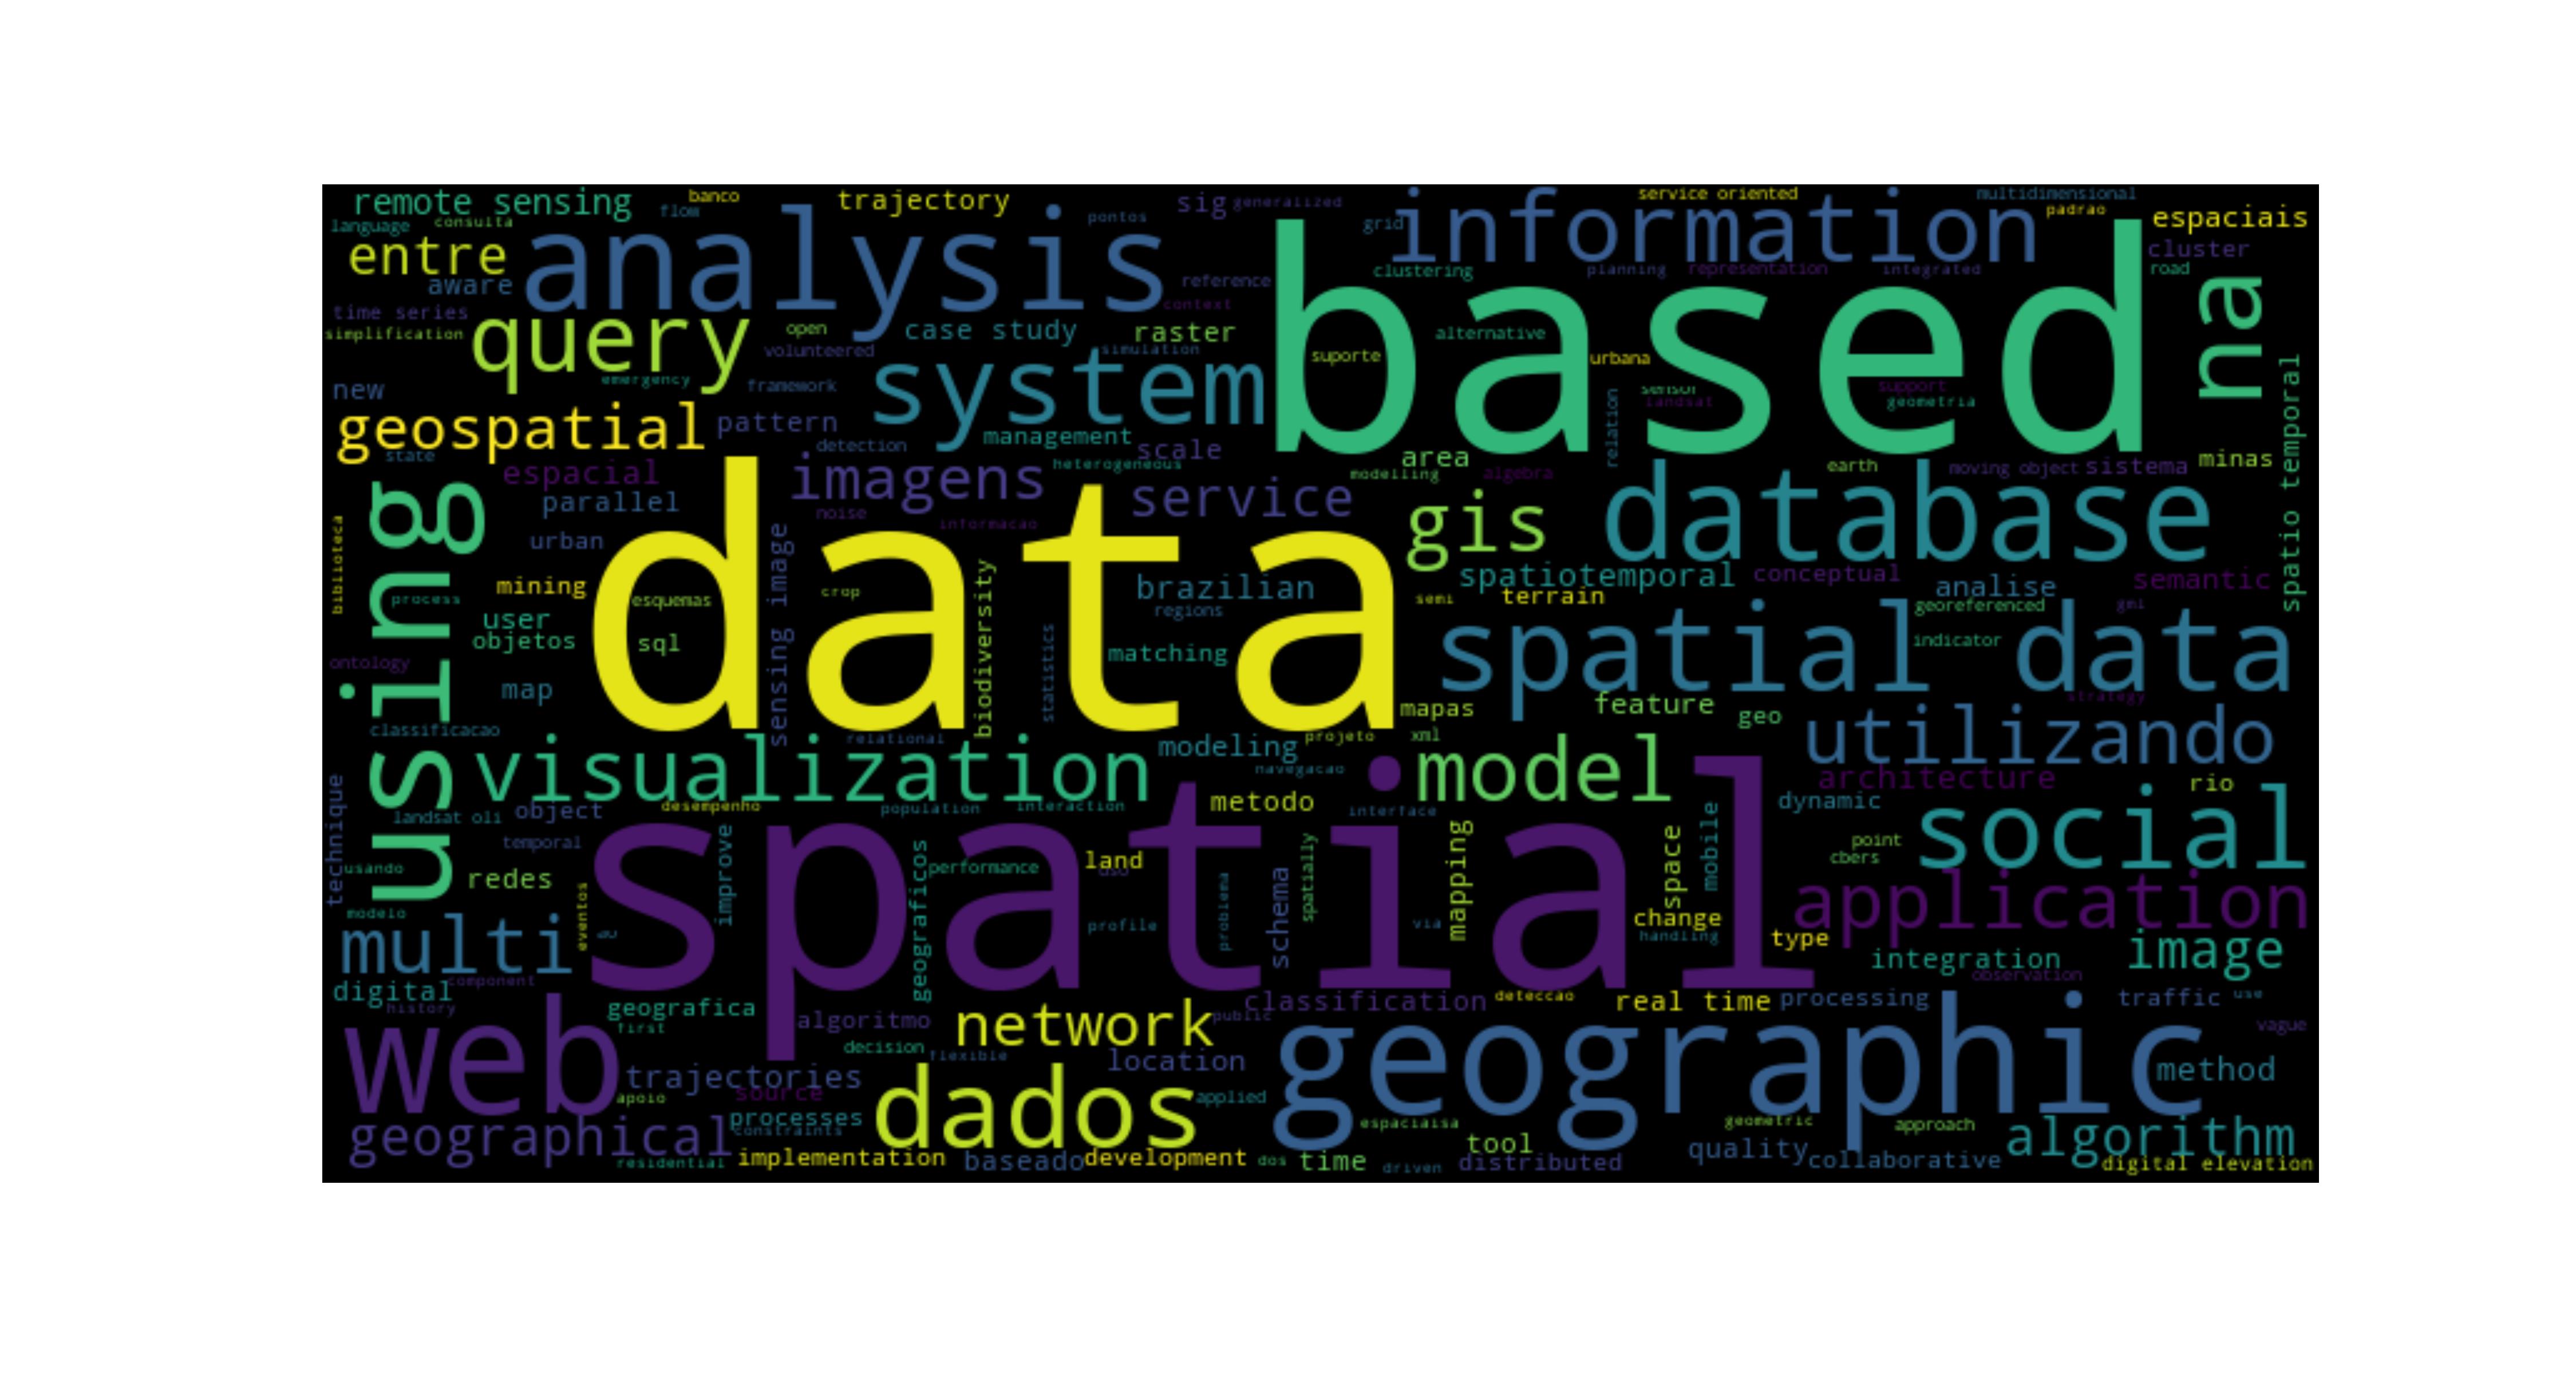 remote sensing
banco
flow
trajectory
pontos
sig
generalized
service oriented
multidimensional
padrao
espaciais
language
consulta
grid
information
cluster
entre
analysis
clustering
planning
representation
integrated
road
aware
reference
context
based
na
time series
simplification
query
open
case study
raster
alternative
volunteered
simulation
suporte
urbana
new
emergency
framework
system
support
sensor
landsat
geometria
relation
spatio temporal
geospatial
pattern
management
detection
scale
area
state
espacial
imagens
heterogeneous
modelling
algebra
earth
moving object
sistema
minas
parallel
service
noise
informacao
gis
database
using
biblioteca
urban
data
sensing image
spatiotemporal
conceptual
analise
semantic
mining
process
esquemas
crop
biodiversity
brazilian
regions
semi
terrain
georeferenced
gml
user
objetos
sql
statistics
matching
spatial data
indicator
ontology
map
strategy
mapas
feature
geo
classificacao
relational
modeling
projeto
xml
utilizando
visualization
navegacao
model
architecture
rio
technique
landsat oli
object
desempenho
population
interaction
metodo
interface
dynamic
social
temporal
improve
spatial
mapping
space
mobile
point
cbers
usando
redes
geograficos
performance
land
uso
problema
schema
spatially
application
modelo
multi
eventos
profile
via
change
handling
type
integration
image
observation
digital
component
history
geografica
first
algoritmo
network
public
classification
deteccao
real time
processing
traffic
use
vague
web
decision
flexible
location
geographic
method
trajectories
source
apoio
dados
applied
processes
constraints
geographical
espaciaisa
geometric
approach
algorithm
tool
quality
residential
implementation
baseado
development
dos
time
driven
distributed
collaborative
digital elevation